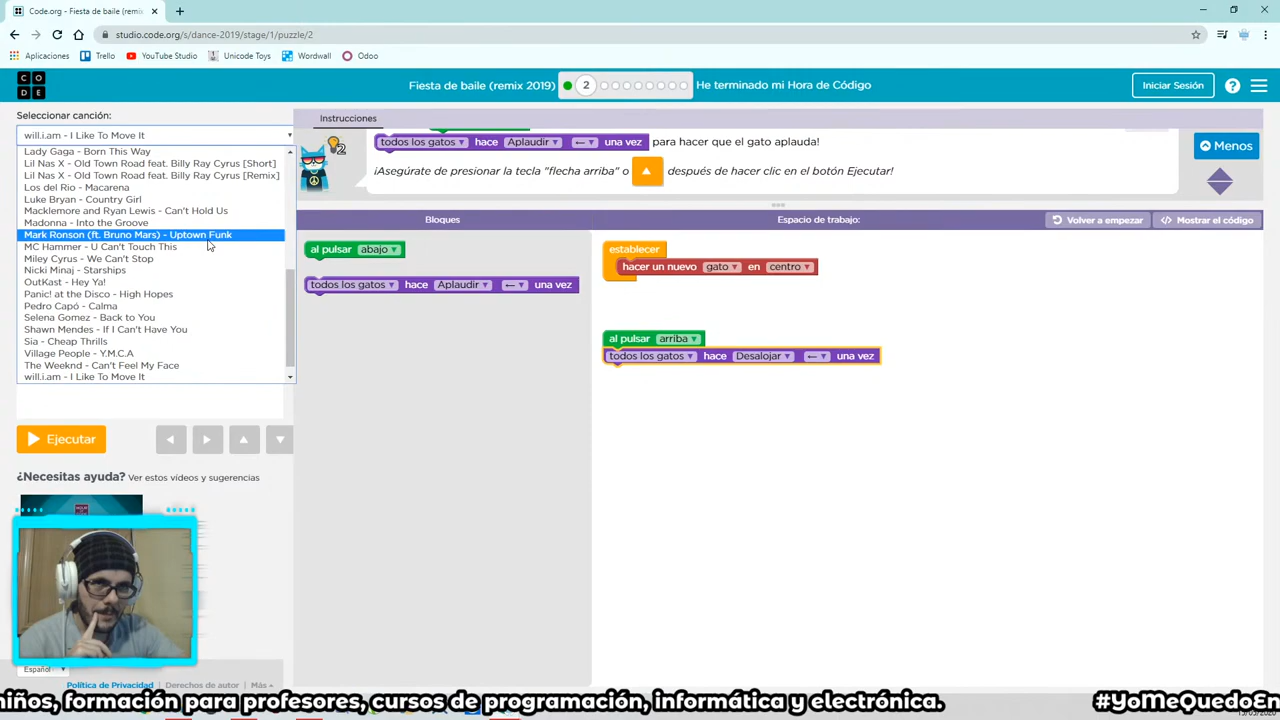 Code.org - Fiesta de baile (remix
studio.code.org/s/dance-2019/stage/1/puzzle/2
Aplicaciones
Trello
YouTube Studio
Unicode Toys
Wordwall
Odoo
C O
D E
Fiesta de baile (remix 2019)
2
He terminado mi Hora de Código
Iniciar Sesión
Seleccionar canción:
will.i.am - I Like To Move It
Lady Gaga - Born This Way
Lil Nas X - Old Town Road feat. Billy Ray Cyrus [Short]
Lil Nas X - Old Town Road feat. Billy Ray Cyrus [Remix]
Los del Rio - Macarena
Luke Bryan - Country Girl
Macklemore and Ryan Lewis - Can't Hold Us
Madonna - Into the Groove
Mark Ronson (ft. Bruno Mars) - Uptown Funk
MC Hammer - U Can't Touch This
Miley Cyrus - We Can't Stop
Nicki Minaj - Starships
OutKast - Hey Ya!
Panic! at the Disco - High Hopes
Pedro Capó - Calma
Selena Gomez - Back to You
Shawn Mendes - If I Can't Have You
Sia - Cheap Thrills
Village People - Y.M.C.A
The Weeknd - Can't Feel My Face
will.i.am - I Like To Move It
Ejecutar
¿Necesitas ayuda? Ver estos vídeos y sugerencias
Español
Política de Privacidad
Derechos de autor
Más
Instrucciones
2
todos los gatos hace Aplaudir ← una vez para hacer que el gato aplauda!
¡Asegúrate de presionar la tecla "flecha arriba" o después de hacer clic en el botón Ejecutar!
Menos
Bloques
Espacio de trabajo:
Volver a empezar
Mostrar el código
al pulsar abajo
todos los gatos hace Aplaudir ← una vez
establecer
hacer un nuevo gato en centro
al pulsar arriba
todos los gatos hace Desalojar ← una vez
niños, formación para profesores, cursos de programación, informática y electrónica.
#YoMeQuedoEn